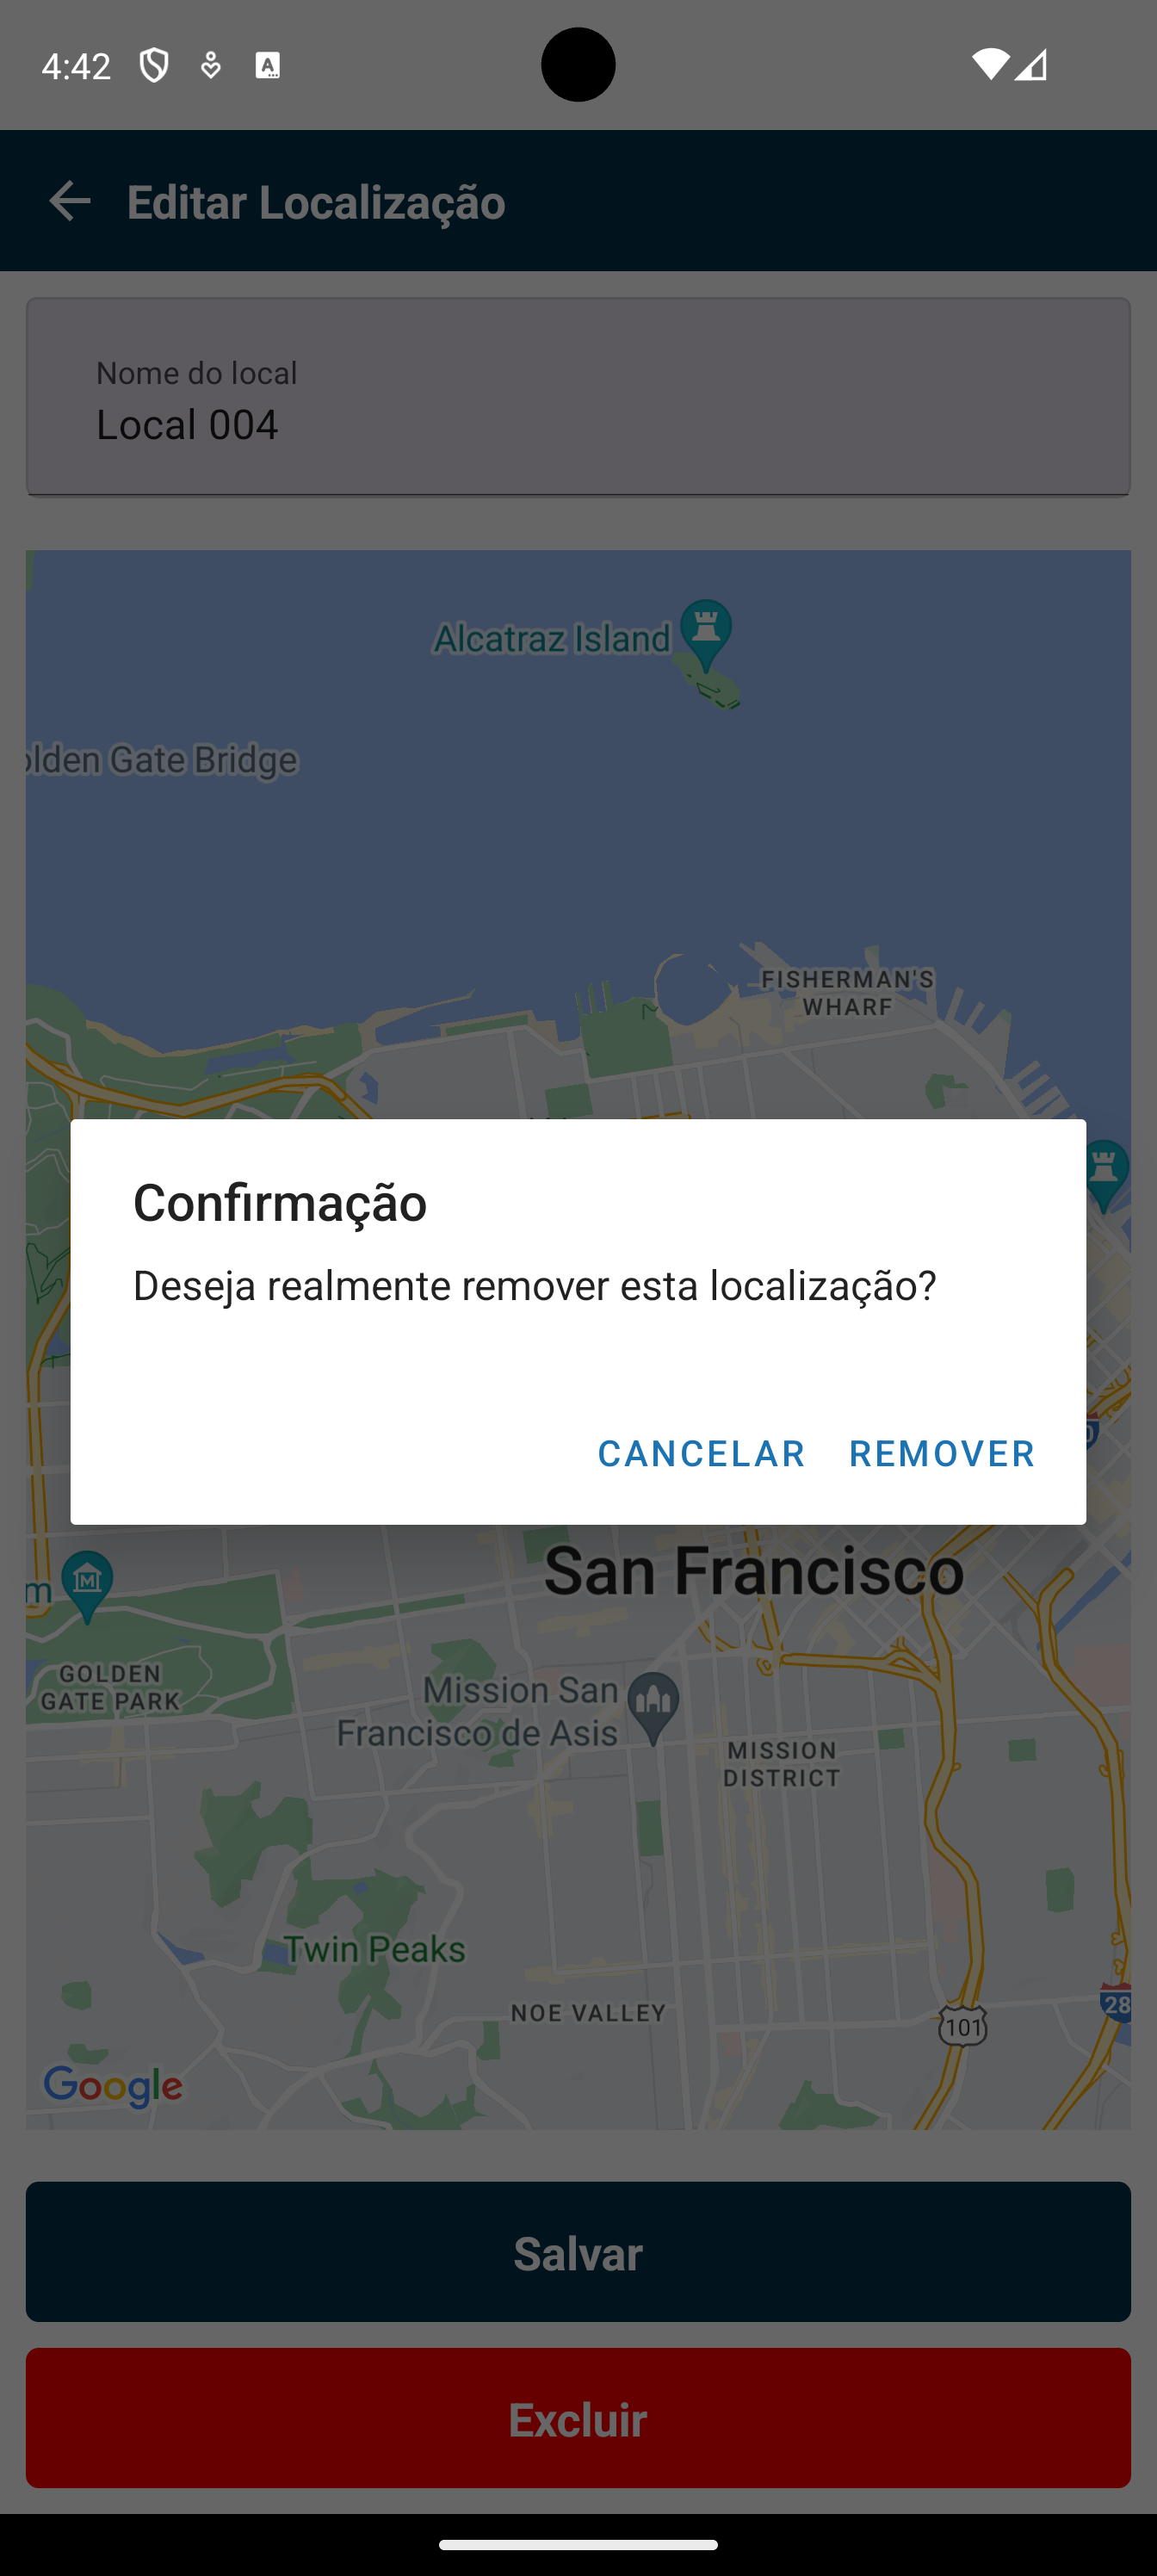 4:42
Editar Localização
Nome do local
Local 004
Alcatraz Island
olden Gate Bridge
FISHERMAN'S
WHARF
Confirmação
Deseja realmente remover esta localização?
CANCELAR REMOVER
San Francisco
m
GOLDEN
GATE PARK
Mission San
Francisco de Asis
MISSION
DISTRICT
Twin Peaks
NOE VALLEY
101
28
Google
Salvar
Excluir